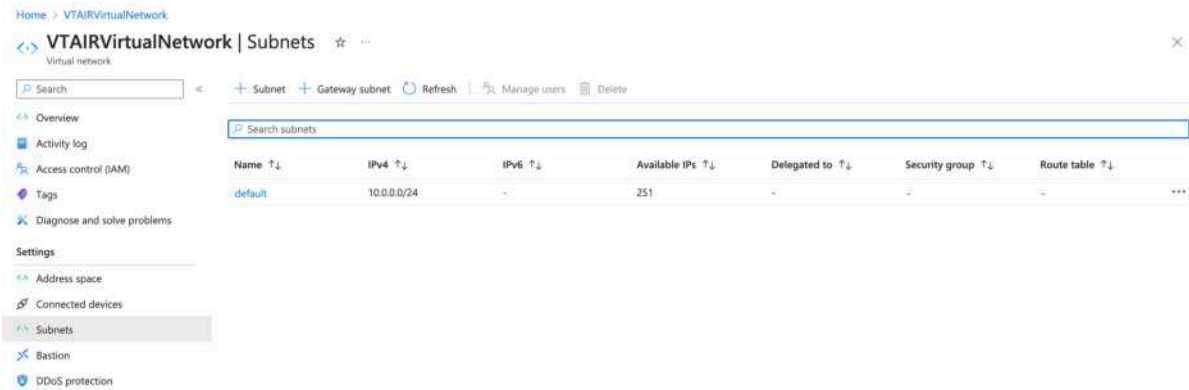 Home > VTAIRVirtualNetwork
VTAIRVirtualNetwork | Subnets ☆ ...
Virtual network
Search «
+ Subnet + Gateway subnet Refresh Manage users Delete
Overview
Activity log
Access control (IAM)
Tags
Diagnose and solve problems
Settings
Address space
Connected devices
Subnets
Bastion
DDoS protection
Search subnets
Name ↑↓ IPv4 ↑↓ IPv6 ↑↓ Available IPs ↑↓ Delegated to ↑↓ Security group ↑↓ Route table ↑↓
default 10.0.0.0/24 - 251 - - - ...